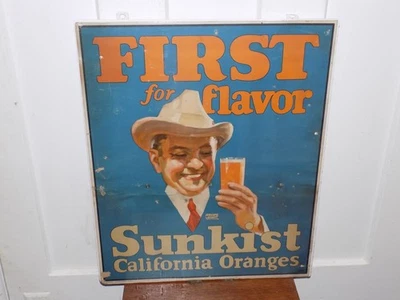 FIRST
for flavor
Sunkist
California Oranges